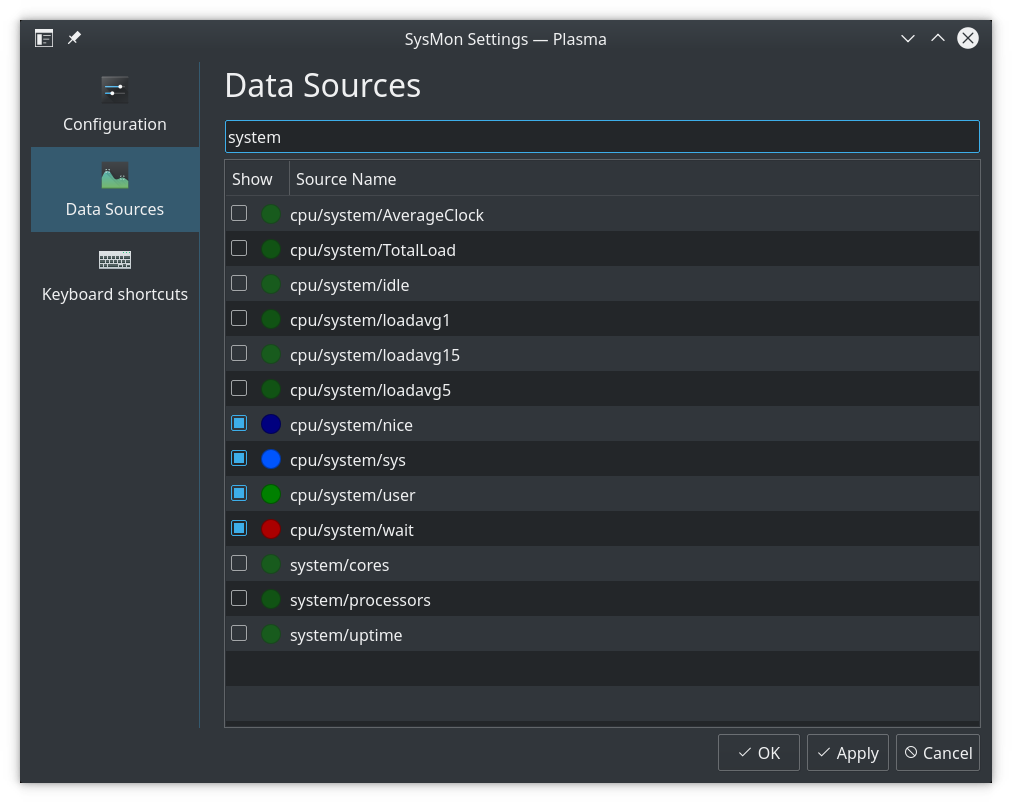 SysMon Settings — Plasma
Configuration
Data Sources
Keyboard shortcuts
Data Sources
system
Show Source Name
cpu/system/AverageClock
cpu/system/TotalLoad
cpu/system/idle
cpu/system/loadavg1
cpu/system/loadavg15
cpu/system/loadavg5
cpu/system/nice
cpu/system/sys
cpu/system/user
cpu/system/wait
system/cores
system/processors
system/uptime
OK Apply Cancel